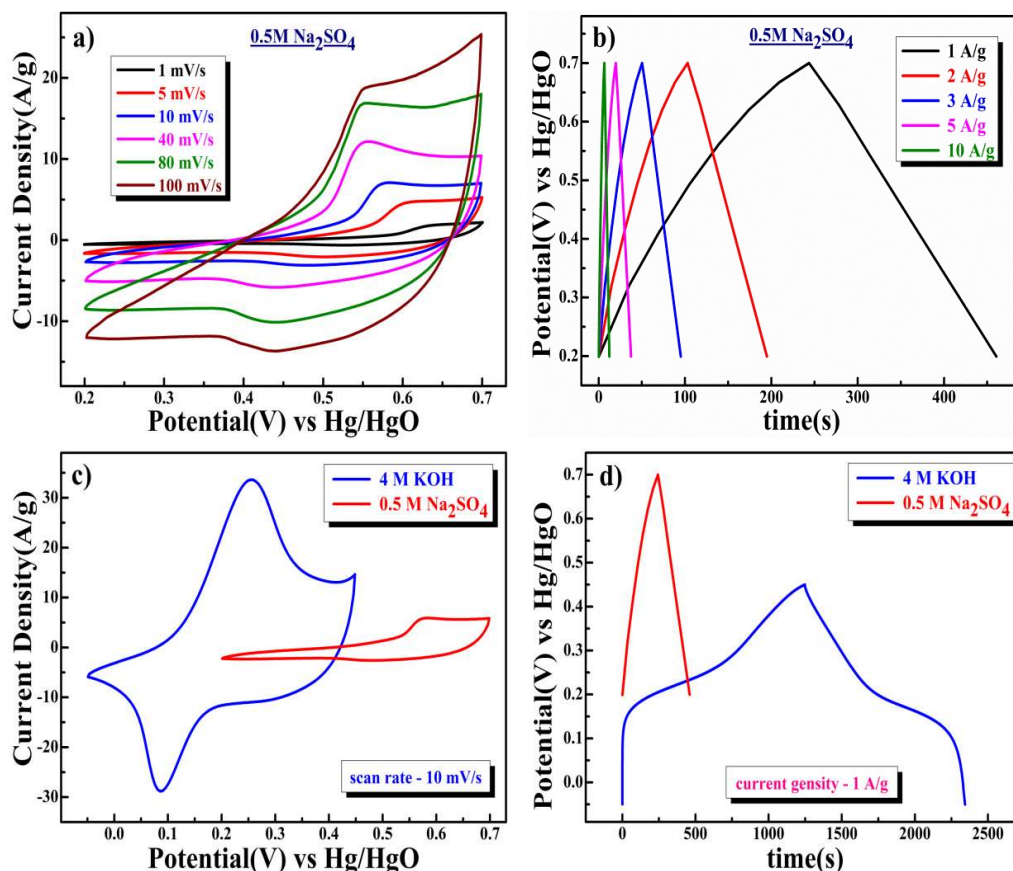 a)
0.5M Na₂SO₄
1 mV/s
5 mV/s
10 mV/s
40 mV/s
80 mV/s
100 mV/s
Current Density(A/g)
20
10
0
-10
0.2
0.3
0.4
0.5
0.6
0.7
Potential(V) vs Hg/HgO
b)
0.5M Na₂SO₄
1 A/g
2 A/g
3 A/g
5 A/g
10 A/g
Potential(V) vs Hg/HgO
0.7
0.6
0.5
0.4
0.3
0.2
0
100
200
300
400
time(s)
c)
4 M KOH
0.5 M Na₂SO₄
Current Density(A/g)
30
20
10
0
-10
-20
-30
scan rate - 10 mV/s
0.0
0.1
0.2
0.3
0.4
0.5
0.6
0.7
Potential(V) vs Hg/HgO
d)
4 M KOH
0.5 M Na₂SO₄
Potential(V) vs Hg/HgO
0.7
0.6
0.5
0.4
0.3
0.2
0.1
0.0
current gensity - 1 A/g
0
500
1000
1500
2000
2500
time(s)